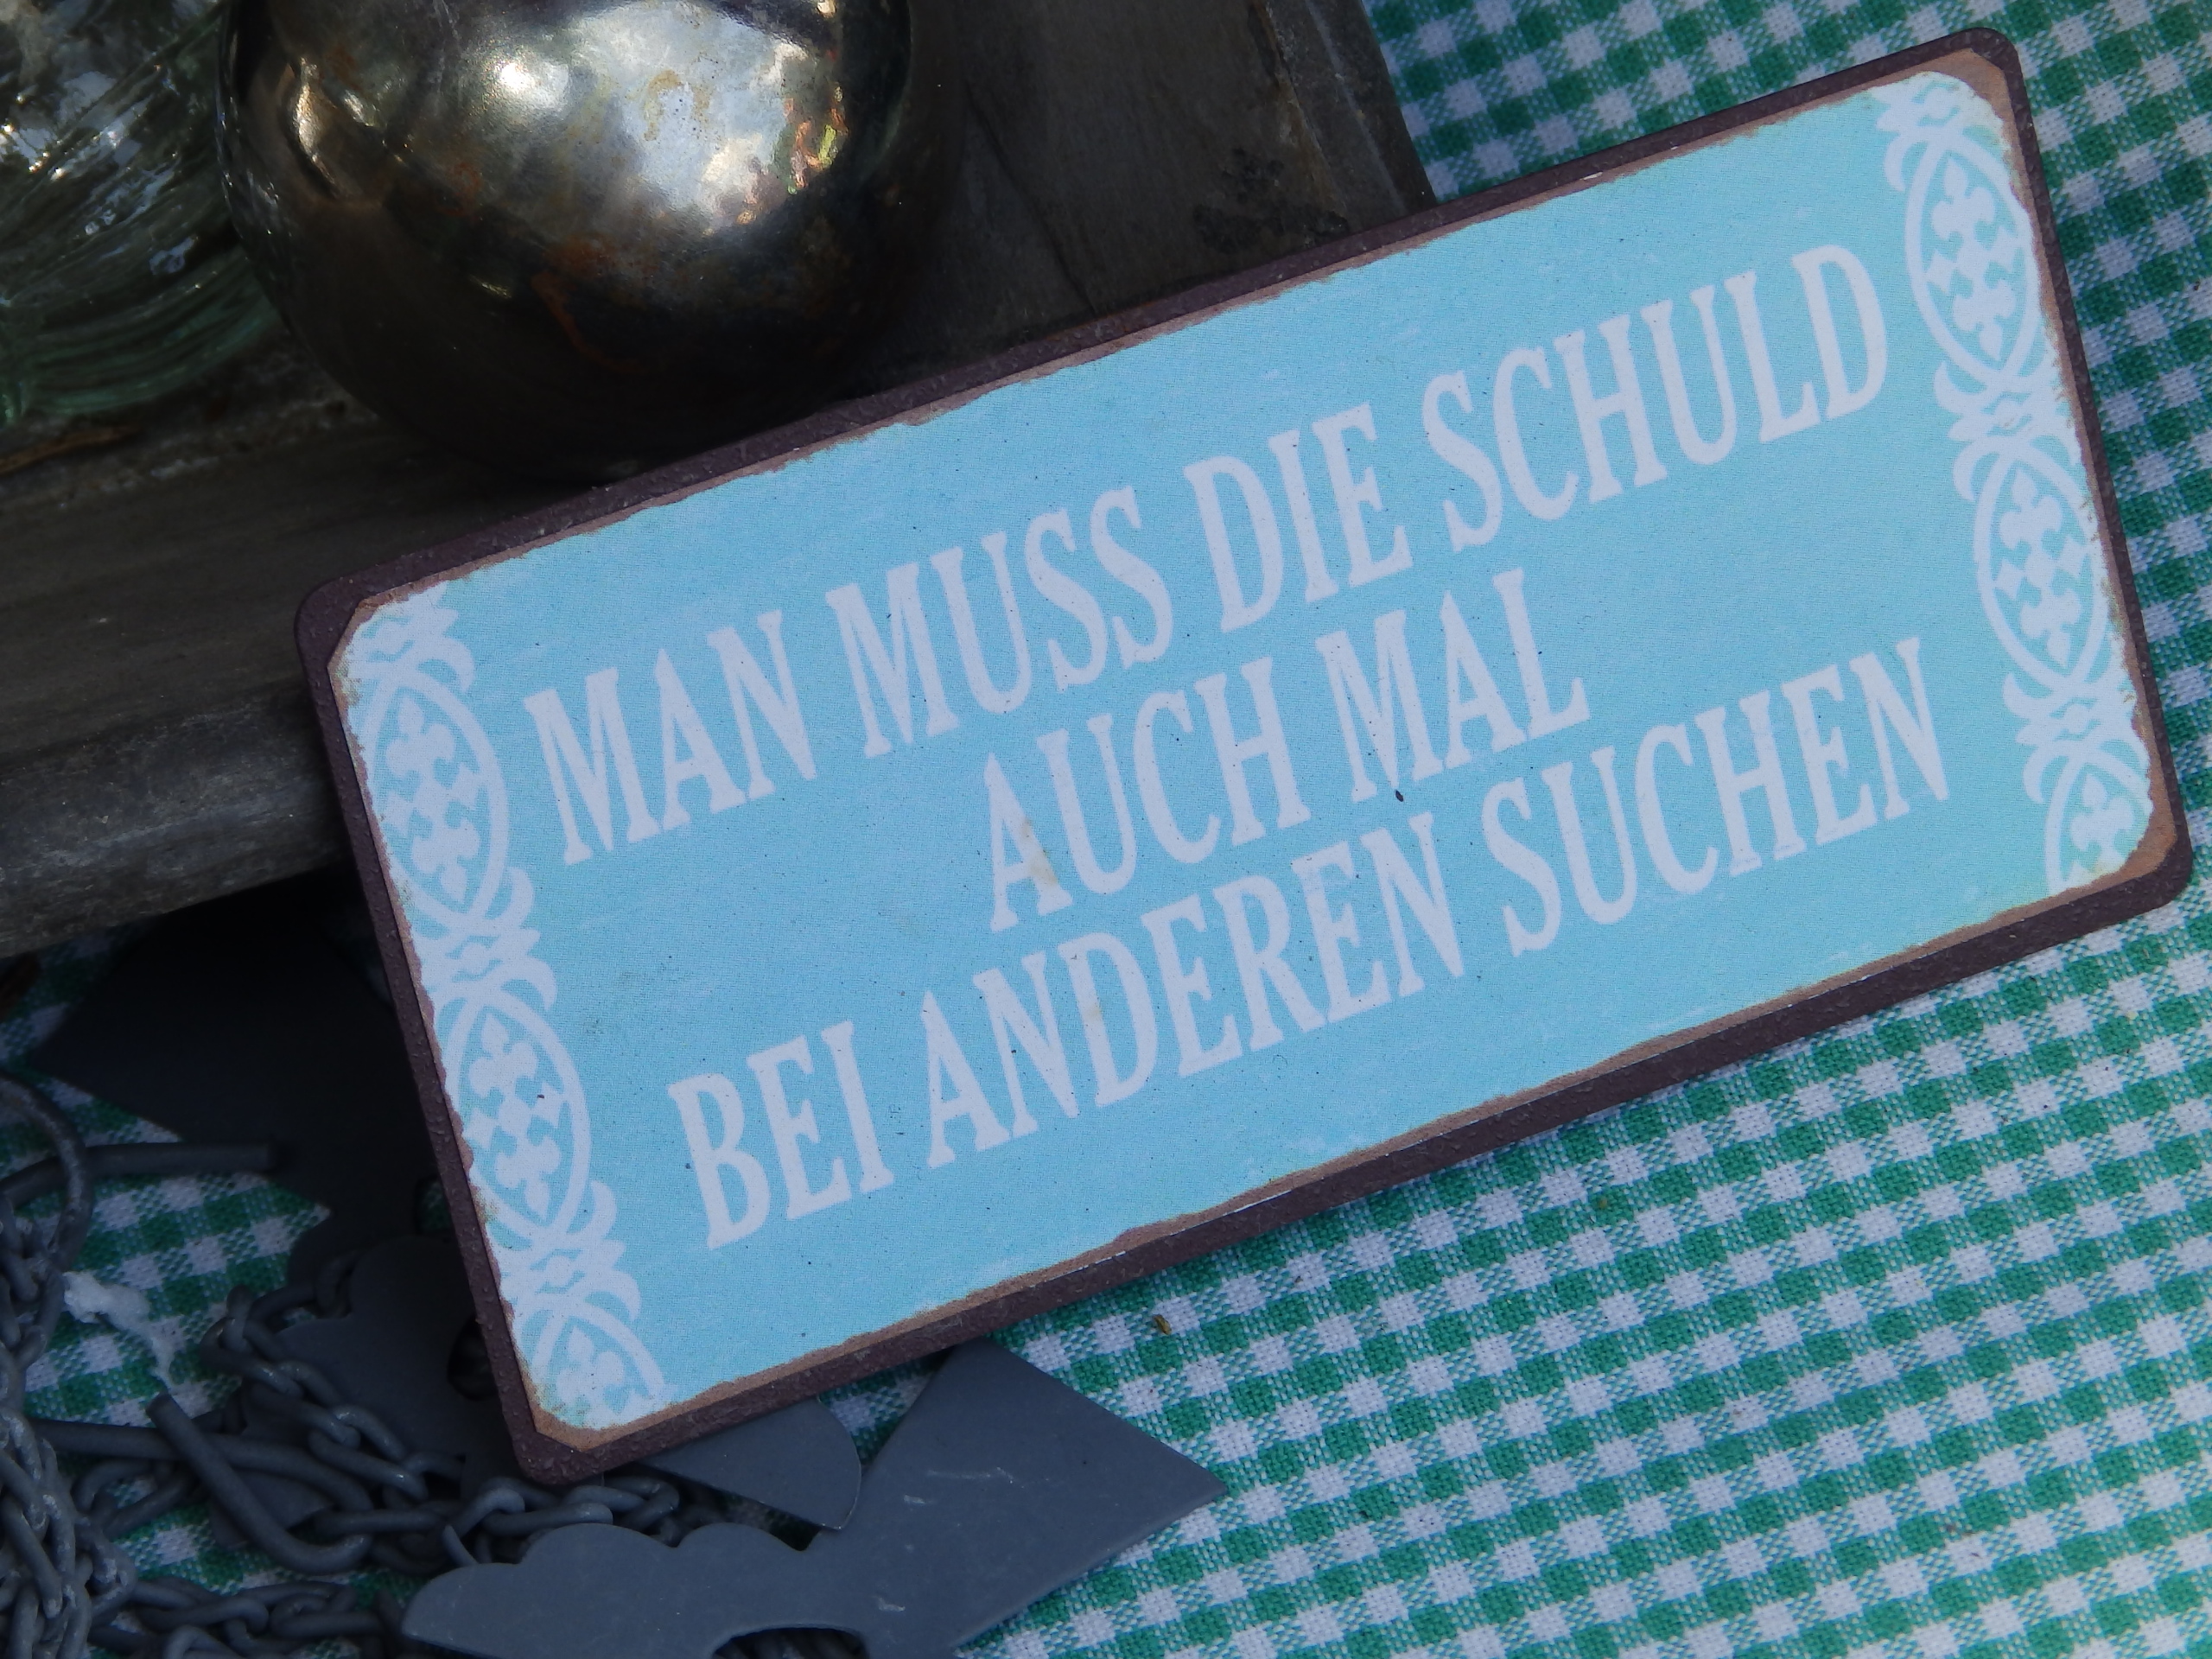 MAN MUSS DIE SCHULD
AUCH MAL
BEI ANDEREN SUCHEN